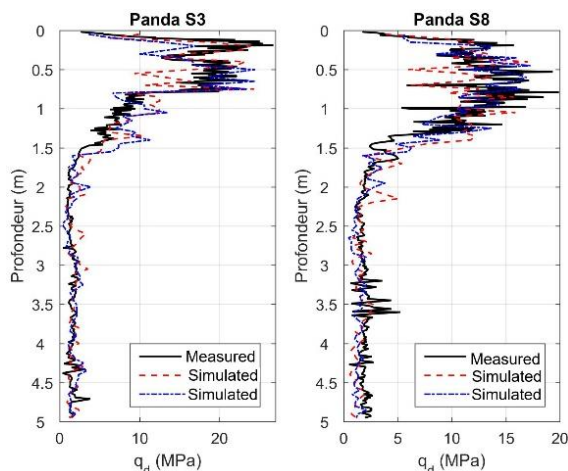 Panda S3
0
0.5
1
1.5
2
2.5
3
3.5
4
4.5
5
Profondeur (m)
Measured
Simulated
Simulated
0 10 20
q_d (MPa)
Panda S8
0
0.5
1
1.5
2
2.5
3
3.5
4
4.5
5
Profondeur (m)
Measured
Simulated
Simulated
0 5 10 15 20
q_d (MPa)